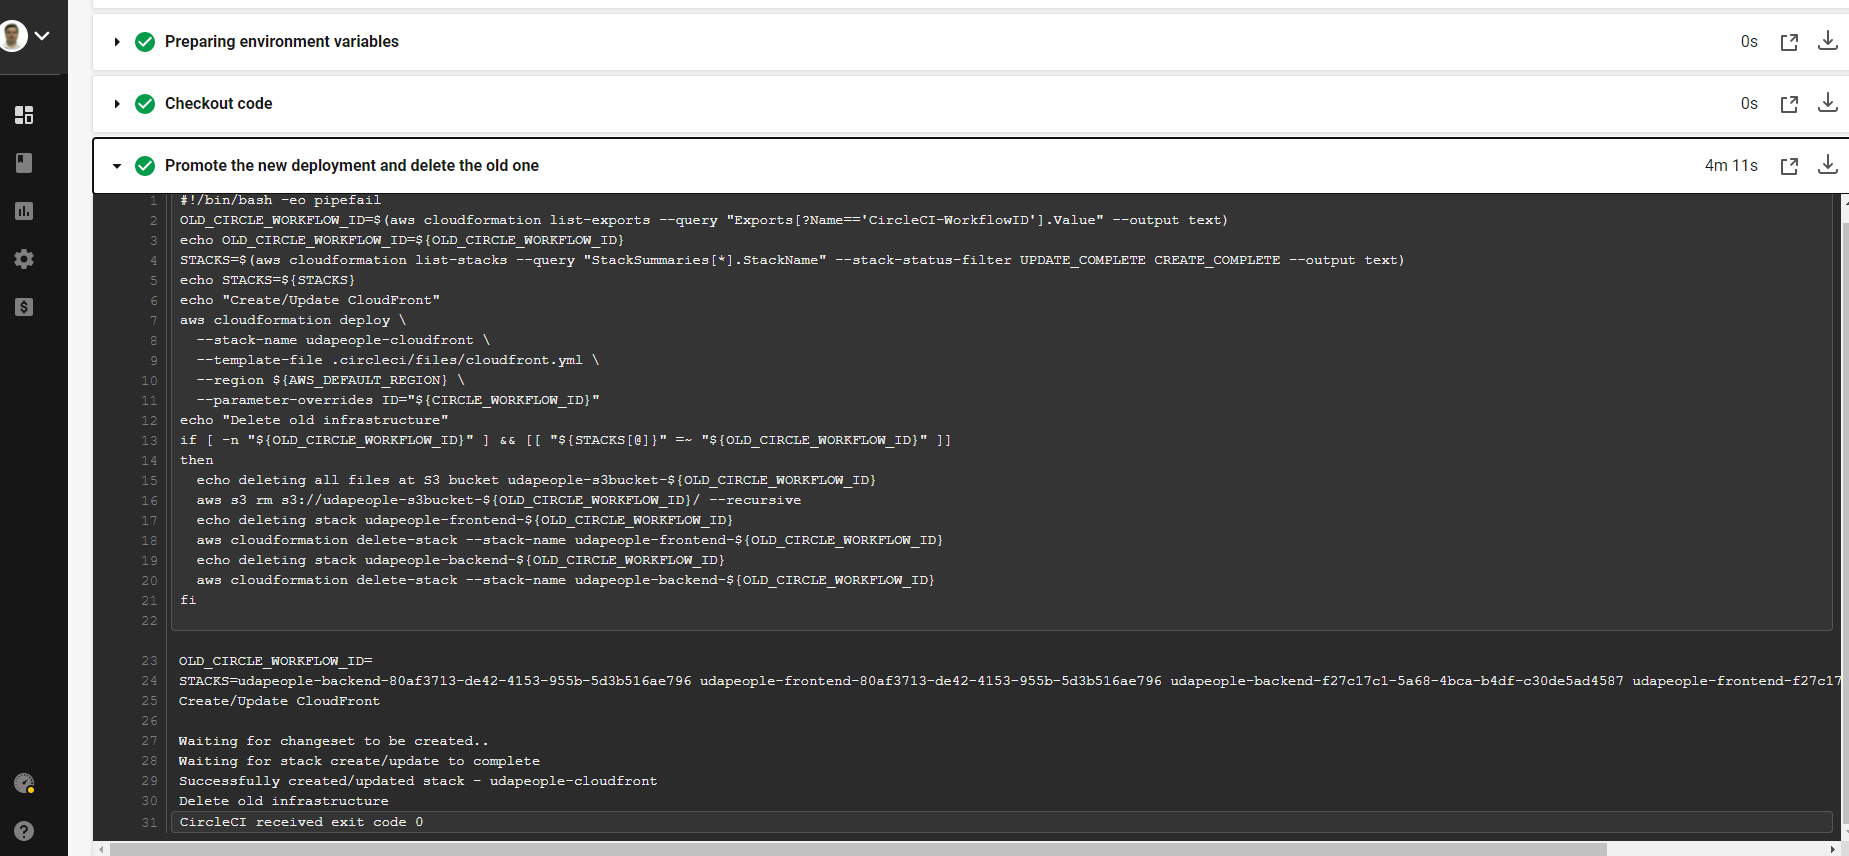 Preparing environment variables 0s
Checkout code 0s
Promote the new deployment and delete the old one 4m 11s
1 #!/bin/bash -eo pipefail
2 OLD_CIRCLE_WORKFLOW_ID=$(aws cloudformation list-exports --query "Exports[?Name=='CircleCI-WorkflowID'].Value" --output text)
3 echo OLD_CIRCLE_WORKFLOW_ID=${OLD_CIRCLE_WORKFLOW_ID}
4 STACKS=$(aws cloudformation list-stacks --query "StackSummaries[*].StackName" --stack-status-filter UPDATE_COMPLETE CREATE_COMPLETE --output text)
5 echo STACKS=${STACKS}
6 echo "Create/Update CloudFront"
7 aws cloudformation deploy \
8   --stack-name udapeople-cloudfront \
9   --template-file .circleci/files/cloudfront.yml \
10   --region ${AWS_DEFAULT_REGION} \
11   --parameter-overrides ID="${CIRCLE_WORKFLOW_ID}"
12 echo "Delete old infrastructure"
13 if [ -n "${OLD_CIRCLE_WORKFLOW_ID}" ] && [[ "${STACKS[@]}" =~ "${OLD_CIRCLE_WORKFLOW_ID}" ]]
14 then
15   echo deleting all files at S3 bucket udapeople-s3bucket-${OLD_CIRCLE_WORKFLOW_ID}
16   aws s3 rm s3://udapeople-s3bucket-${OLD_CIRCLE_WORKFLOW_ID}/ --recursive
17   echo deleting stack udapeople-frontend-${OLD_CIRCLE_WORKFLOW_ID}
18   aws cloudformation delete-stack --stack-name udapeople-frontend-${OLD_CIRCLE_WORKFLOW_ID}
19   echo deleting stack udapeople-backend-${OLD_CIRCLE_WORKFLOW_ID}
20   aws cloudformation delete-stack --stack-name udapeople-backend-${OLD_CIRCLE_WORKFLOW_ID}
21 fi
22
23 OLD_CIRCLE_WORKFLOW_ID=
24 STACKS=udapeople-backend-80af3713-de42-4153-955b-5d3b516ae796 udapeople-frontend-80af3713-de42-4153-955b-5d3b516ae796 udapeople-backend-f27c17c1-5a68-4bca-b4df-c30de5ad4587 udapeople-frontend-f27c17
25 Create/Update CloudFront
26
27 Waiting for changeset to be created..
28 Waiting for stack create/update to complete
29 Successfully created/updated stack - udapeople-cloudfront
30 Delete old infrastructure
31 CircleCI received exit code 0